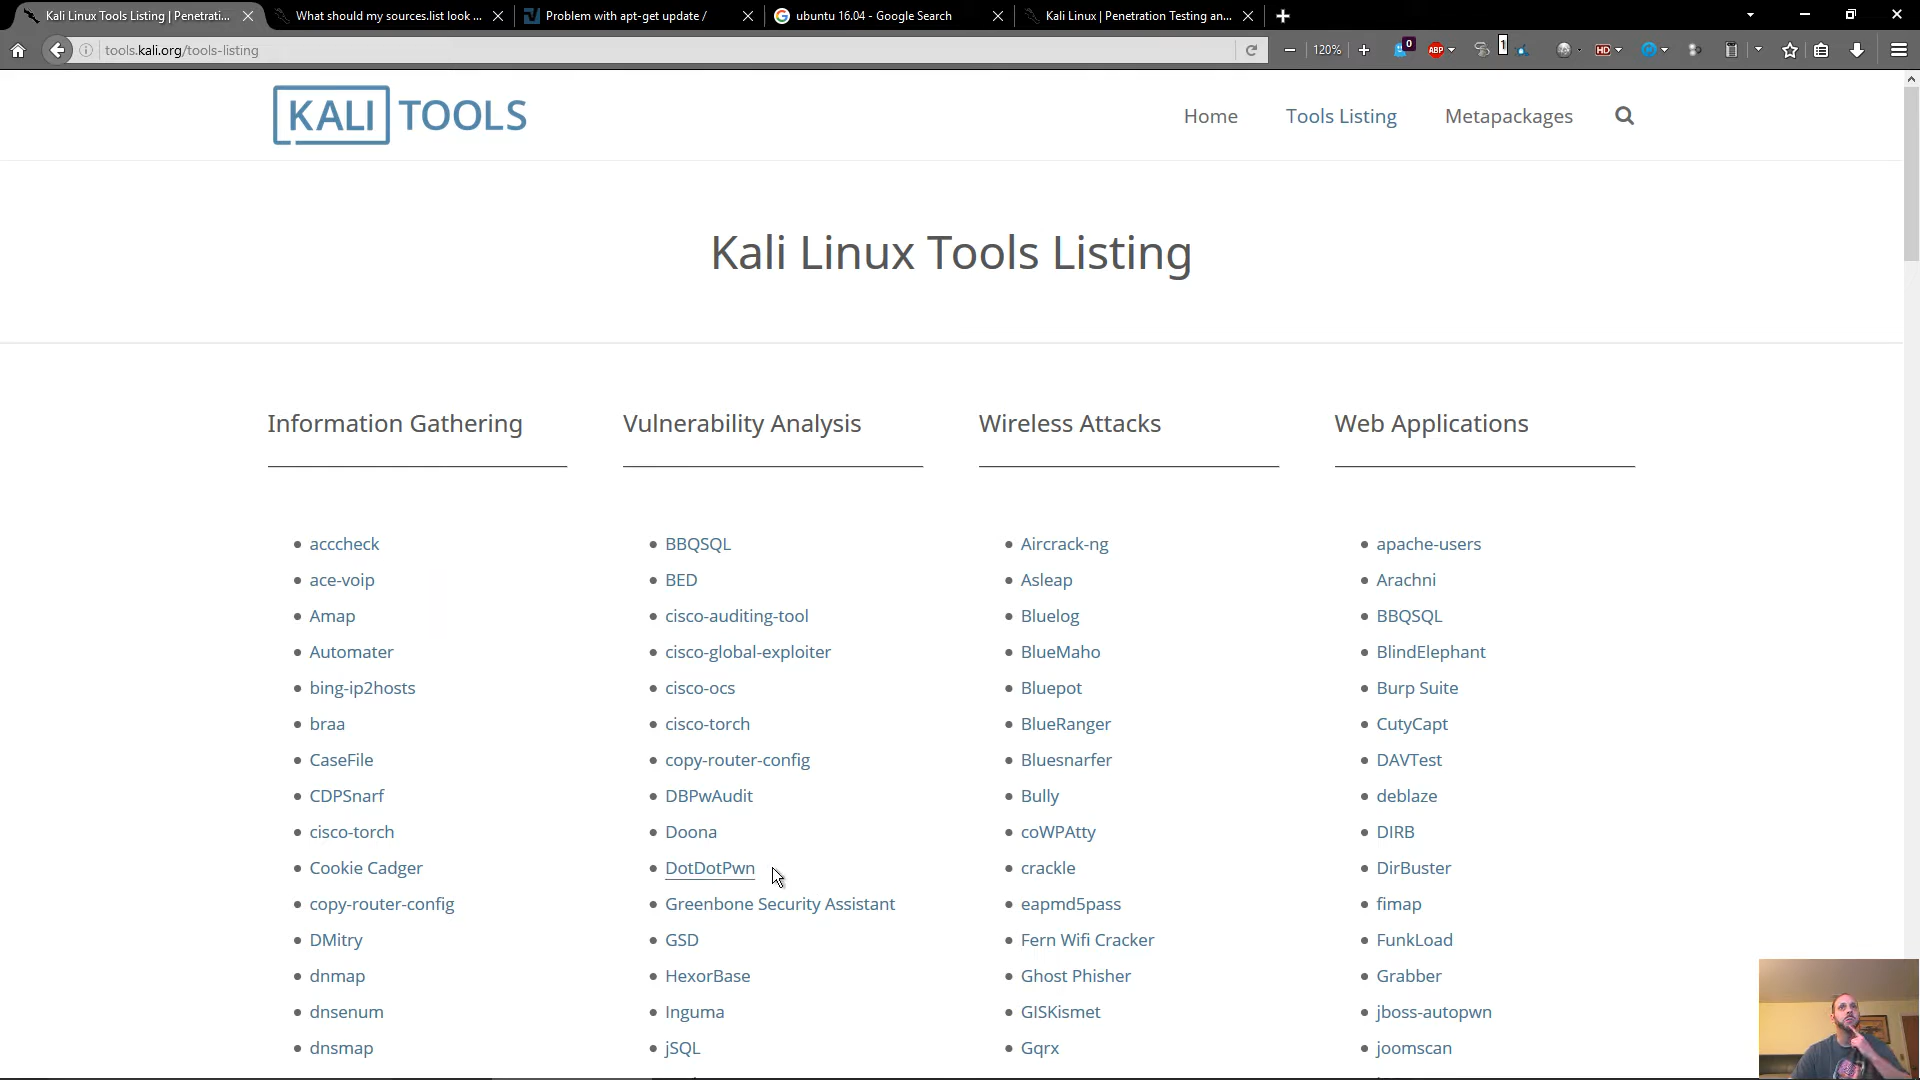 Kali Linux Tools Listing | Penetrati...
What should my sources.list look ...
Problem with apt-get update /
ubuntu 16.04 - Google Search
Kali Linux | Penetration Testing an...
tools.kali.org/tools-listing
120%
0
ABP
1
HD
KALI TOOLS
Home
Tools Listing
Metapackages
Kali Linux Tools Listing
Information Gathering
acccheck
ace-voip
Amap
Automater
bing-ip2hosts
braa
CaseFile
CDPSnarf
cisco-torch
Cookie Cadger
copy-router-config
DMitry
dnmap
dnsenum
dnsmap
Vulnerability Analysis
BBQSQL
BED
cisco-auditing-tool
cisco-global-exploiter
cisco-ocs
cisco-torch
copy-router-config
DBPwAudit
Doona
DotDotPwn
Greenbone Security Assistant
GSD
HexorBase
Inguma
jSQL
Wireless Attacks
Aircrack-ng
Asleap
Bluelog
BlueMaho
Bluepot
BlueRanger
Bluesnarfer
Bully
coWPAtty
crackle
eapmd5pass
Fern Wifi Cracker
Ghost Phisher
GISKismet
Gqrx
Web Applications
apache-users
Arachni
BBQSQL
BlindElephant
Burp Suite
CutyCapt
DAVTest
deblaze
DIRB
DirBuster
fimap
FunkLoad
Grabber
jboss-autopwn
joomscan